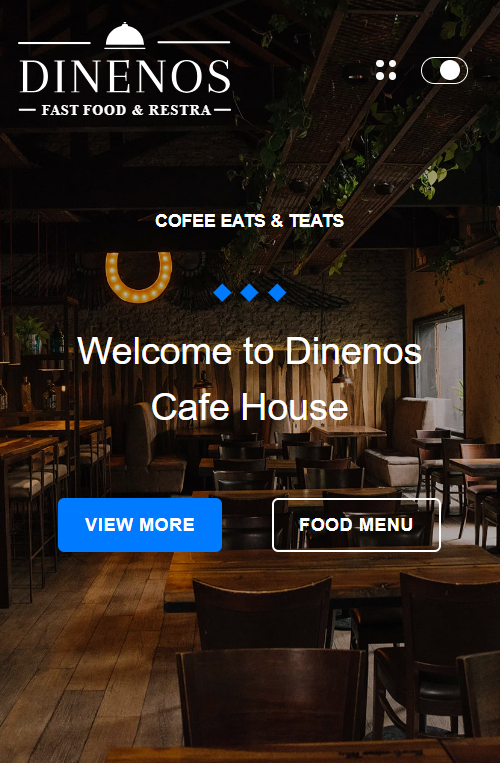 DINENOS
FAST FOOD & RESTRA
COFEE EATS & TEATS
Welcome to Dinenos
Cafe House
VIEW MORE
FOOD MENU